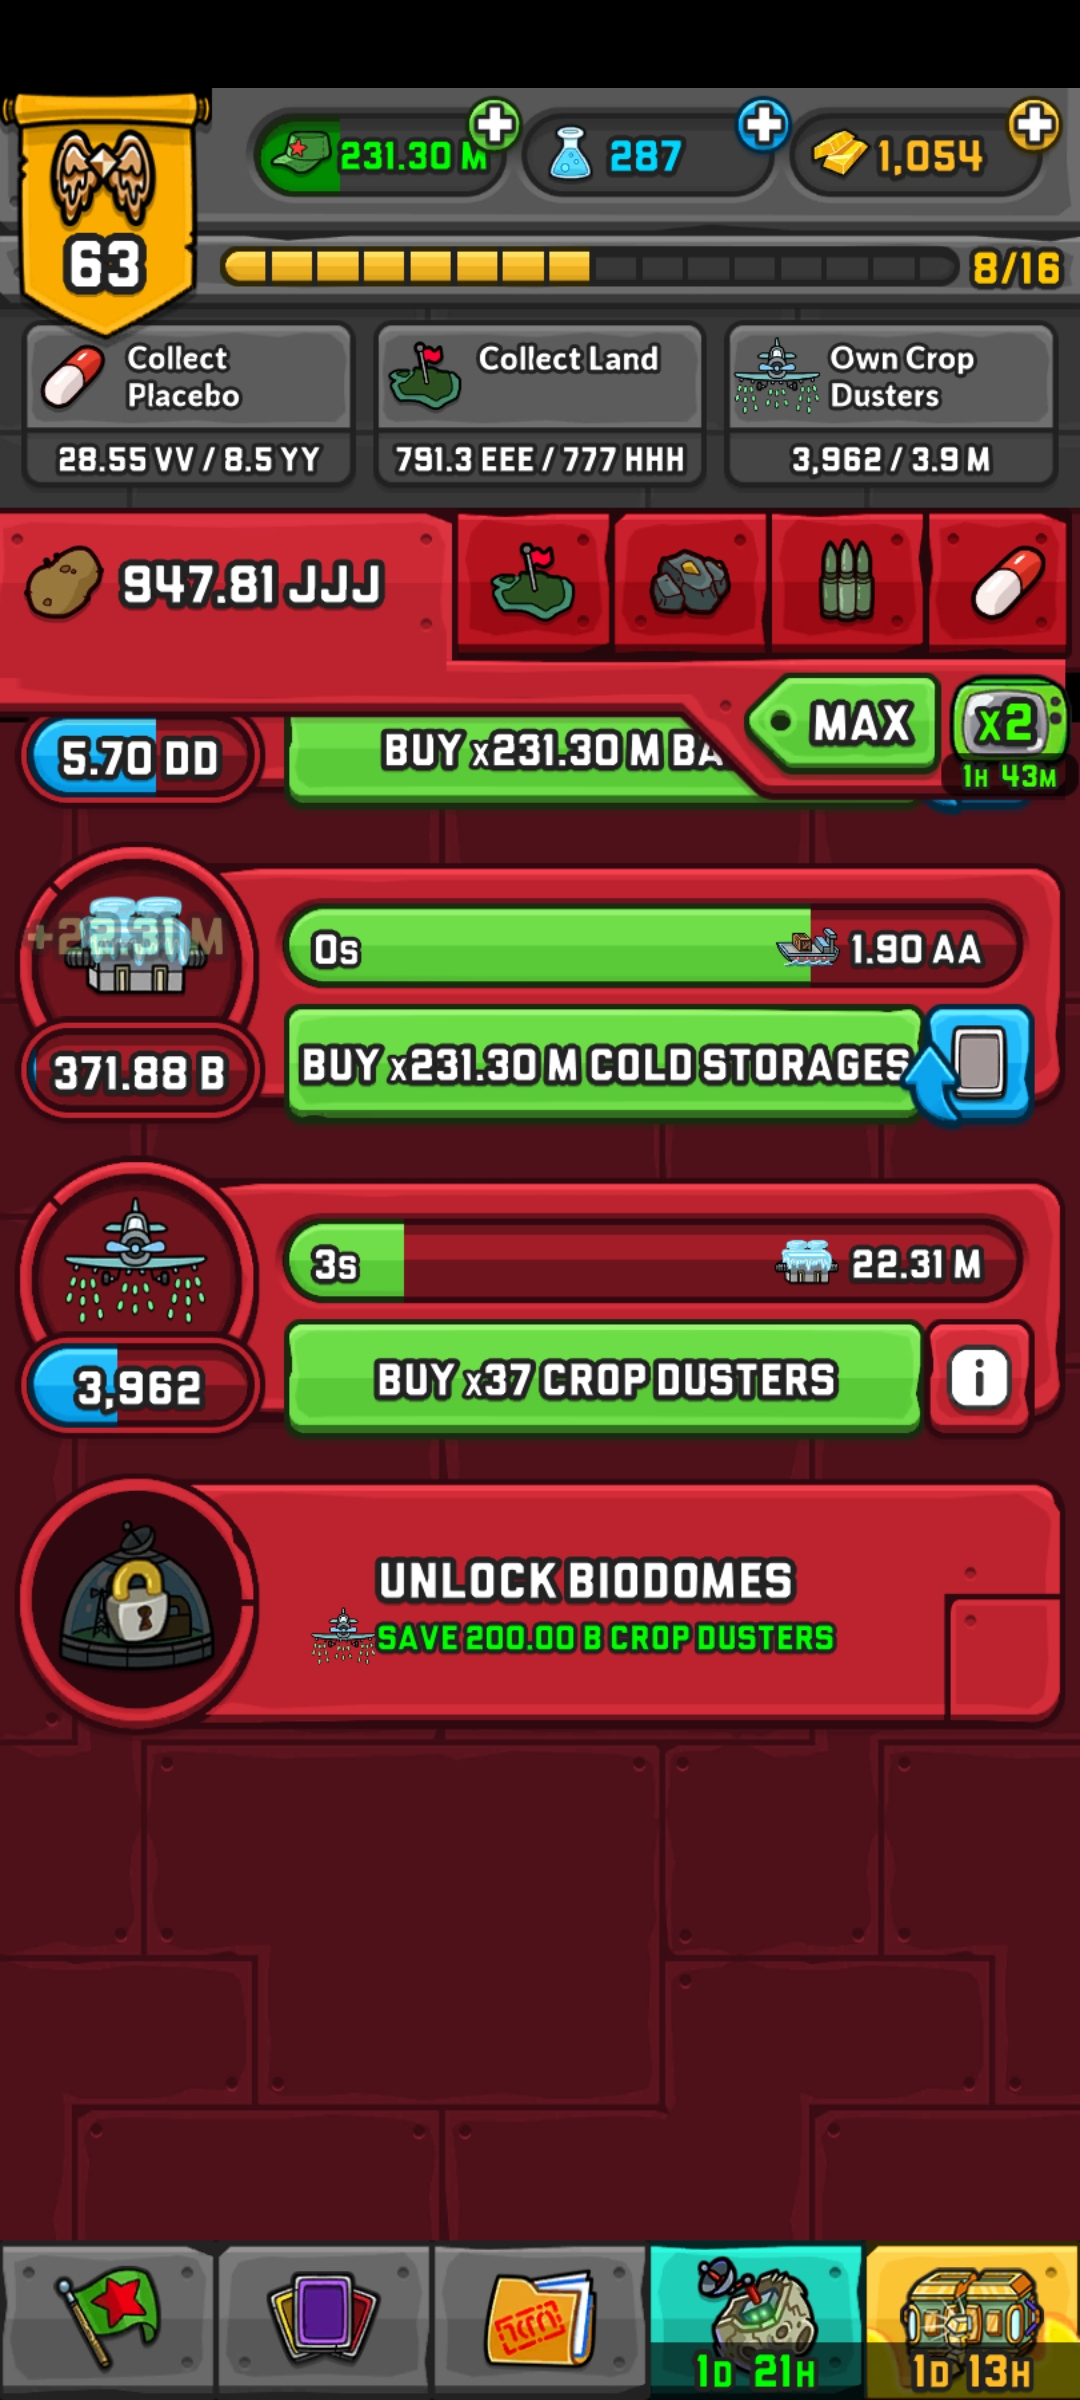 231.30 M
287
1,054
63
8/16
Collect
Placebo
28.55 VV / 8.5 YY
Collect Land
791.3 EEE / 777 HHH
Own Crop
Dusters
3,962 / 3.9 M
947.81 JJJ
MAX
x2
1H 43M
5.70 DD
BUY x231.30 M BA
+22.31 M
0s
1.90 AA
371.88 B
BUY x231.30 M COLD STORAGES
3s
22.31 M
3,962
BUY x37 CROP DUSTERS
i
UNLOCK BIODOMES
SAVE 200.00 B CROP DUSTERS
1D 21H
1D 13H